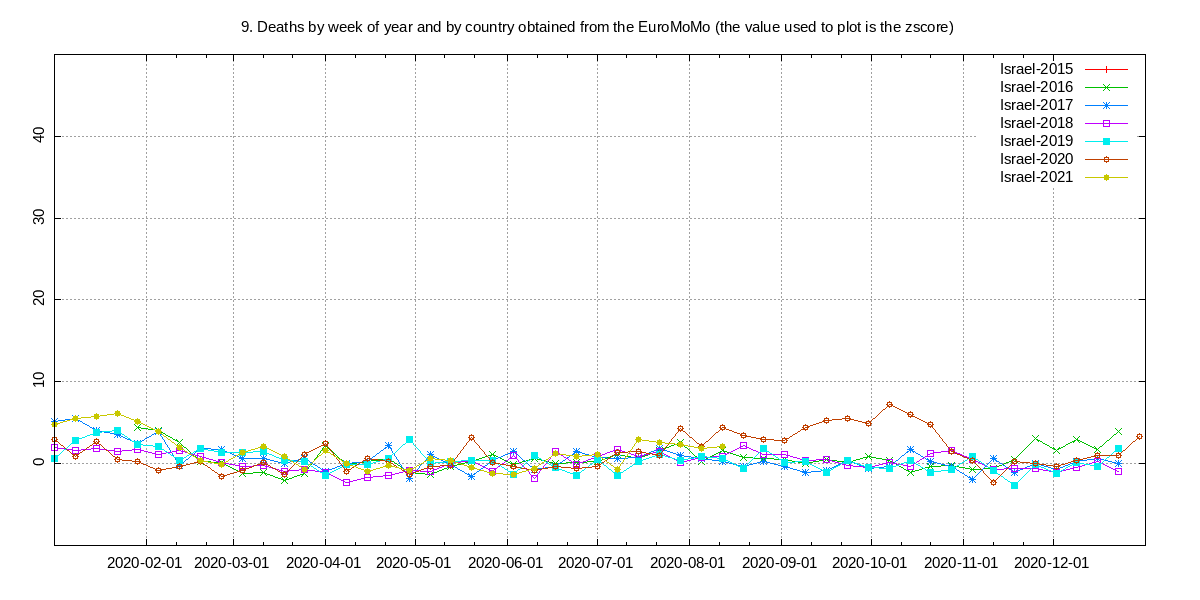 9. Deaths by week of year and by country obtained from the EuroMoMo (the value used to plot is the zscore)
Israel-2015
Israel-2016
Israel-2017
Israel-2018
Israel-2019
Israel-2020
Israel-2021
40
30
20
10
0
2020-02-01 2020-03-01 2020-04-01 2020-05-01 2020-06-01 2020-07-01 2020-08-01 2020-09-01 2020-10-01 2020-11-01 2020-12-01